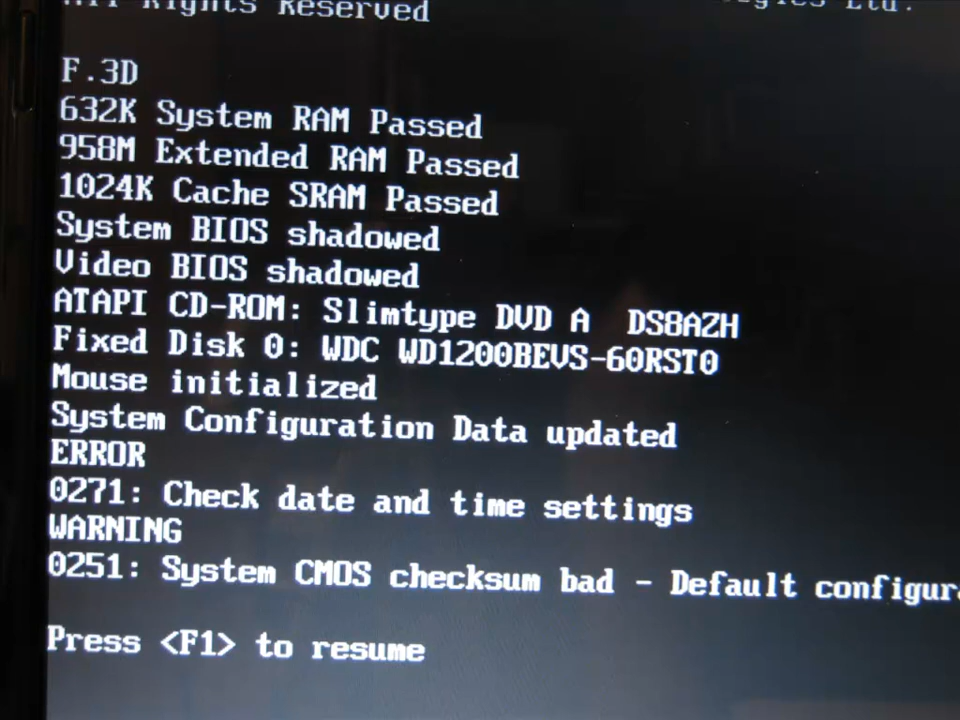 All Rights Reserved
Ltd.
F.3D
632K System RAM Passed
958M Extended RAM Passed
1024K Cache SRAM Passed
System BIOS shadowed
Video BIOS shadowed
ATAPI CD-ROM: Slimtype DVD A  DS8AZH
Fixed Disk 0: WDC WD1200BEVS-60RST0
Mouse initialized
System Configuration Data updated
ERROR
0271: Check date and time settings
WARNING
0251: System CMOS checksum bad - Default configur
Press <F1> to resume